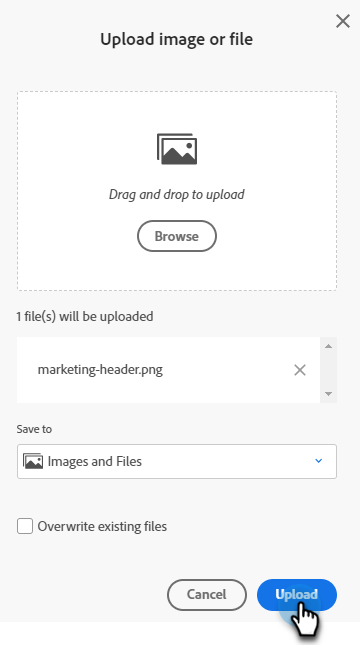 Upload image or file
Drag and drop to upload
Browse
1 file(s) will be uploaded
marketing-header.png
Save to
Images and Files
Overwrite existing files
Cancel
Upload